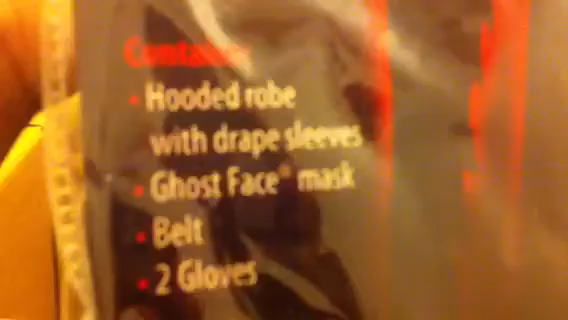 Contains
• Hooded robe
with drape sleeves
• Ghost Face® mask
• Belt
• 2 Gloves